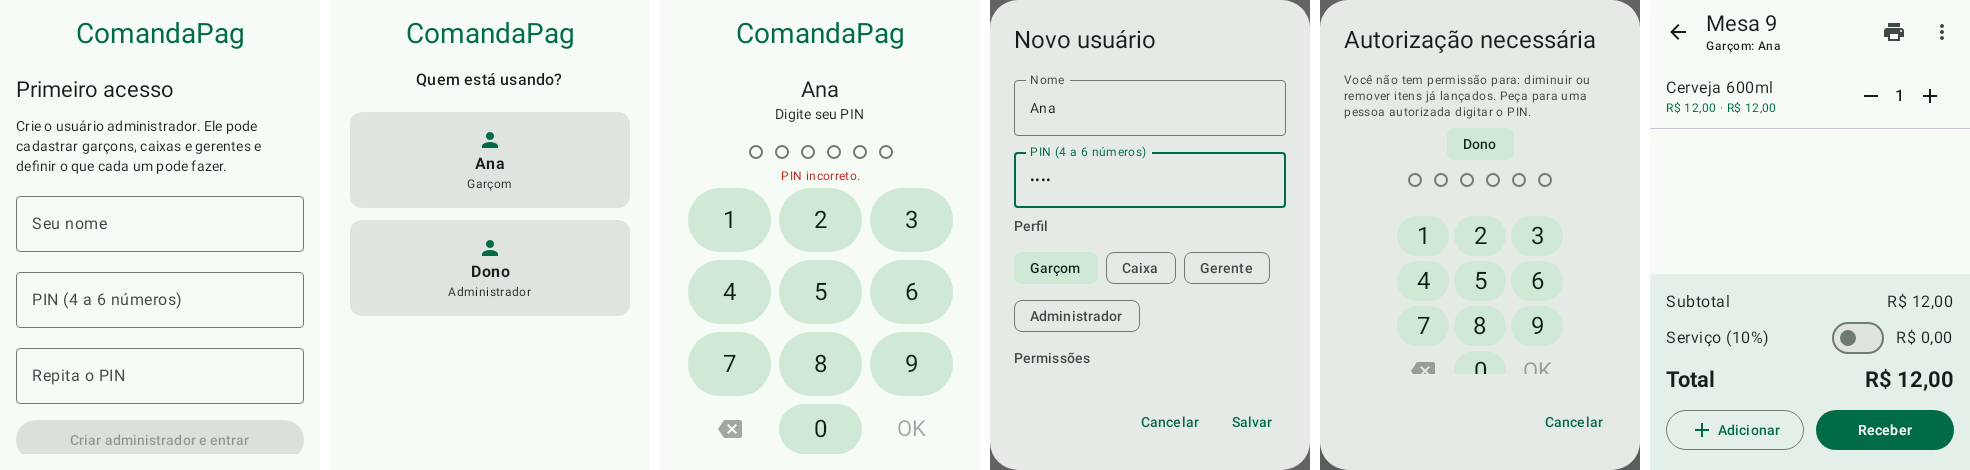 ComandaPag
Primeiro acesso
Crie o usuário administrador. Ele pode
cadastrar garçons, caixas e gerentes e
definir o que cada um pode fazer.
Seu nome
PIN (4 a 6 números)
Repita o PIN
Criar administrador e entrar
ComandaPag
Quem está usando?
Ana
Garçom
Dono
Administrador
ComandaPag
Ana
Digite seu PIN
PIN incorreto.
1 2 3
4 5 6
7 8 9
0 OK
Novo usuário
Nome
Ana
PIN (4 a 6 números)
••••
Perfil
Garçom Caixa Gerente
Administrador
Permissões
Cancelar Salvar
Autorização necessária
Você não tem permissão para: diminuir ou
remover itens já lançados. Peça para uma
pessoa autorizada digitar o PIN.
Dono
1 2 3
4 5 6
7 8 9
0 OK
Cancelar
Mesa 9
Garçom: Ana
Cerveja 600ml
R$ 12,00 · R$ 12,00
1
Subtotal R$ 12,00
Serviço (10%) R$ 0,00
Total R$ 12,00
Adicionar Receber